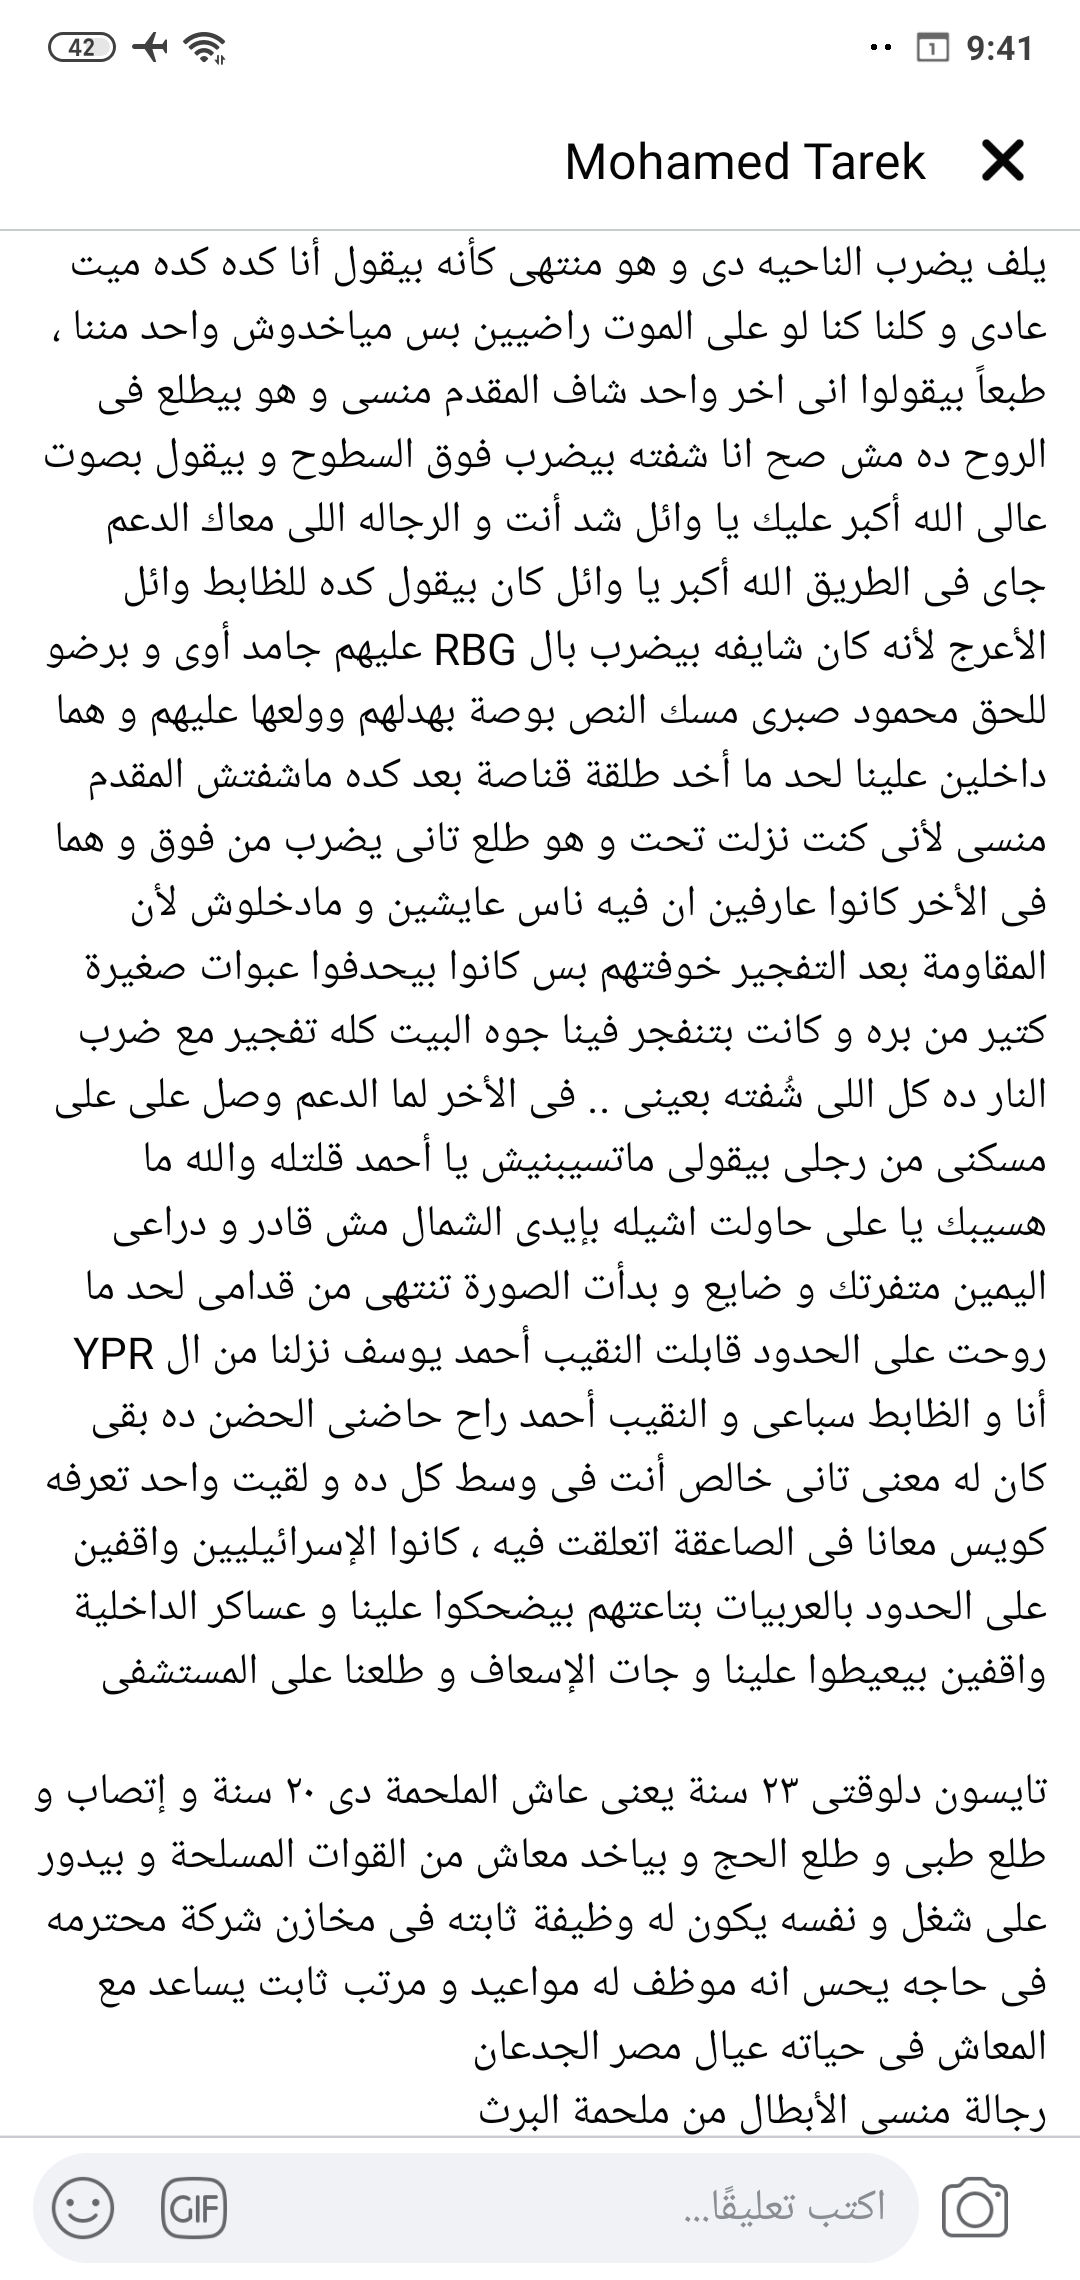 42
9:41
Mohamed Tarek
يلف يضرب الناحيه دى و هو منتهى كأنه بيقول أنا كده كده ميت
عادى و كلنا كنا لو على الموت راضيين بس مياخدوش واحد مننا ،
طبعاً بيقولوا انى اخر واحد شاف المقدم منسى و هو بيطلع فى
الروح ده مش صح انا شفته بيضرب فوق السطوح و بيقول بصوت
عالى الله أكبر عليك يا وائل شد أنت و الرجاله اللى معاك الدعم
جاى فى الطريق الله أكبر يا وائل كان بيقول كده للظابط وائل
الأعرج لأنه كان شايفه بيضرب بال RBG عليهم جامد أوى و برضو
للحق محمود صبرى مسك النص بوصة بهدلهم وولعها عليهم و هما
داخلين علينا لحد ما أخد طلقة قناصة بعد كده ماشفتش المقدم
منسى لأنى كنت نزلت تحت و هو طلع تانى يضرب من فوق و هما
فى الأخر كانوا عارفين ان فيه ناس عايشين و مادخلوش لأن
المقاومة بعد التفجير خوفتهم بس كانوا بيحدفوا عبوات صغيرة
كتير من بره و كانت بتنفجر فينا جوه البيت كله تفجير مع ضرب
النار ده كل اللى شُفته بعينى .. فى الأخر لما الدعم وصل على على
مسكنى من رجلى بيقولى ماتسيبنيش يا أحمد قلتله والله ما
هسيبك يا على حاولت اشيله بإيدى الشمال مش قادر و دراعى
اليمين متفرتك و ضايع و بدأت الصورة تنتهى من قدامى لحد ما
روحت على الحدود قابلت النقيب أحمد يوسف نزلنا من ال YPR
أنا و الظابط سباعى و النقيب أحمد راح حاضنى الحضن ده بقى
كان له معنى تانى خالص أنت فى وسط كل ده و لقيت واحد تعرفه
كويس معانا فى الصاعقة اتعلقت فيه ، كانوا الإسرائيليين واقفين
على الحدود بالعربيات بتاعتهم بيضحكوا علينا و عساكر الداخلية
واقفين بيعيطوا علينا و جات الإسعاف و طلعنا على المستشفى
تايسون دلوقتى ٢٣ سنة يعنى عاش الملحمة دى ٢٠ سنة و إتصاب و
طلع طبى و طلع الحج و بياخد معاش من القوات المسلحة و بيدور
على شغل و نفسه يكون له وظيفة ثابته فى مخازن شركة محترمه
فى حاجه يحس انه موظف له مواعيد و مرتب ثابت يساعد مع
المعاش فى حياته عيال مصر الجدعان
رجالة منسى الأبطال من ملحمة البرث
اكتب تعليقًا...
GIF